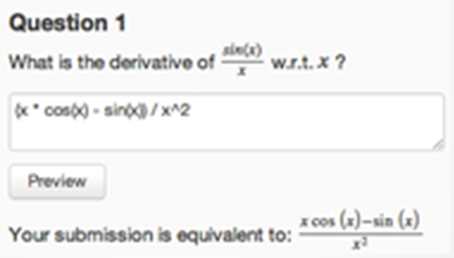 Question 1
What is the derivative of sin(x)/x w.r.t. x ?
(x * cos(x) - sin(x)) / x^2
Preview
Your submission is equivalent to: x cos (x)−sin (x)/x²